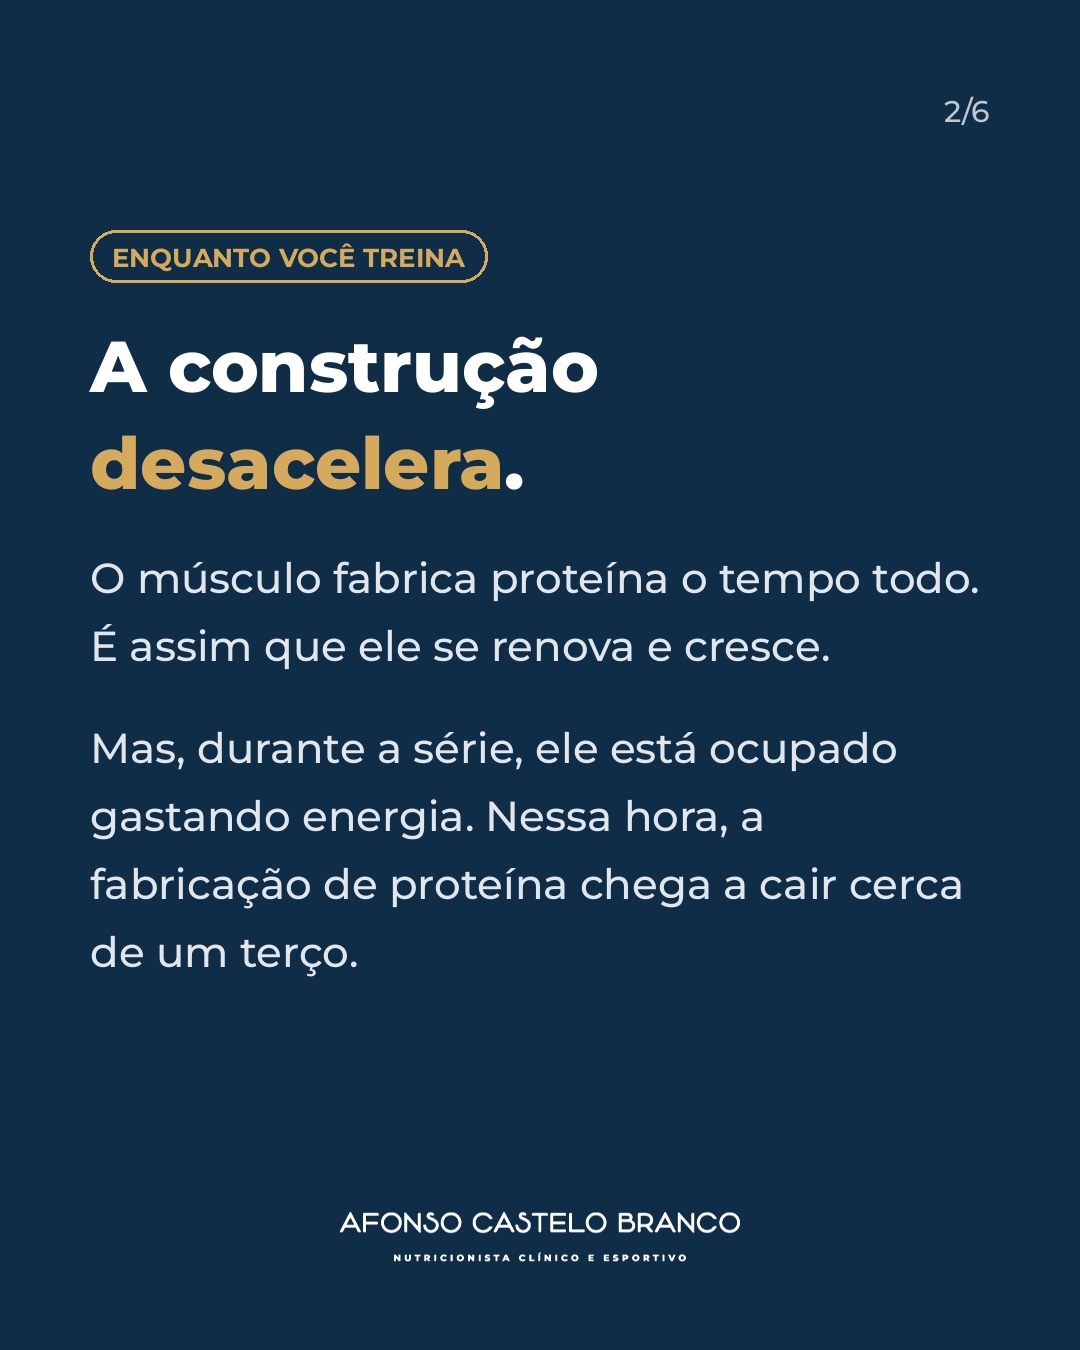 2/6
ENQUANTO VOCÊ TREINA
A construção
desacelera.
O músculo fabrica proteína o tempo todo.
É assim que ele se renova e cresce.
Mas, durante a série, ele está ocupado
gastando energia. Nessa hora, a
fabricação de proteína chega a cair cerca
de um terço.
AFONSO CASTELO BRANCO
NUTRICIONISTA CLÍNICO E ESPORTIVO